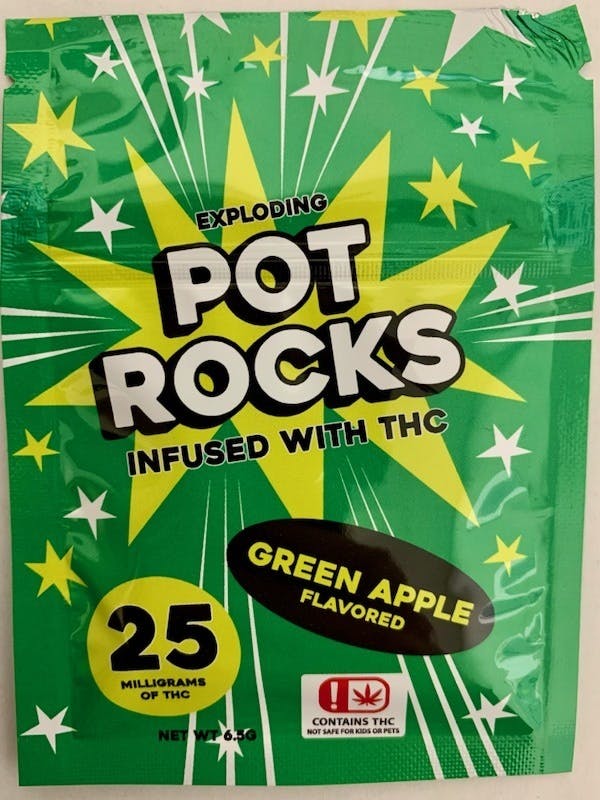 EXPLODING
POT
ROCKS
INFUSED WITH THC
GREEN APPLE
FLAVORED
25
MILLIGRAMS
OF THC
NET WT 6.5G
!
CONTAINS THC
NOT SAFE FOR KIDS OR PETS